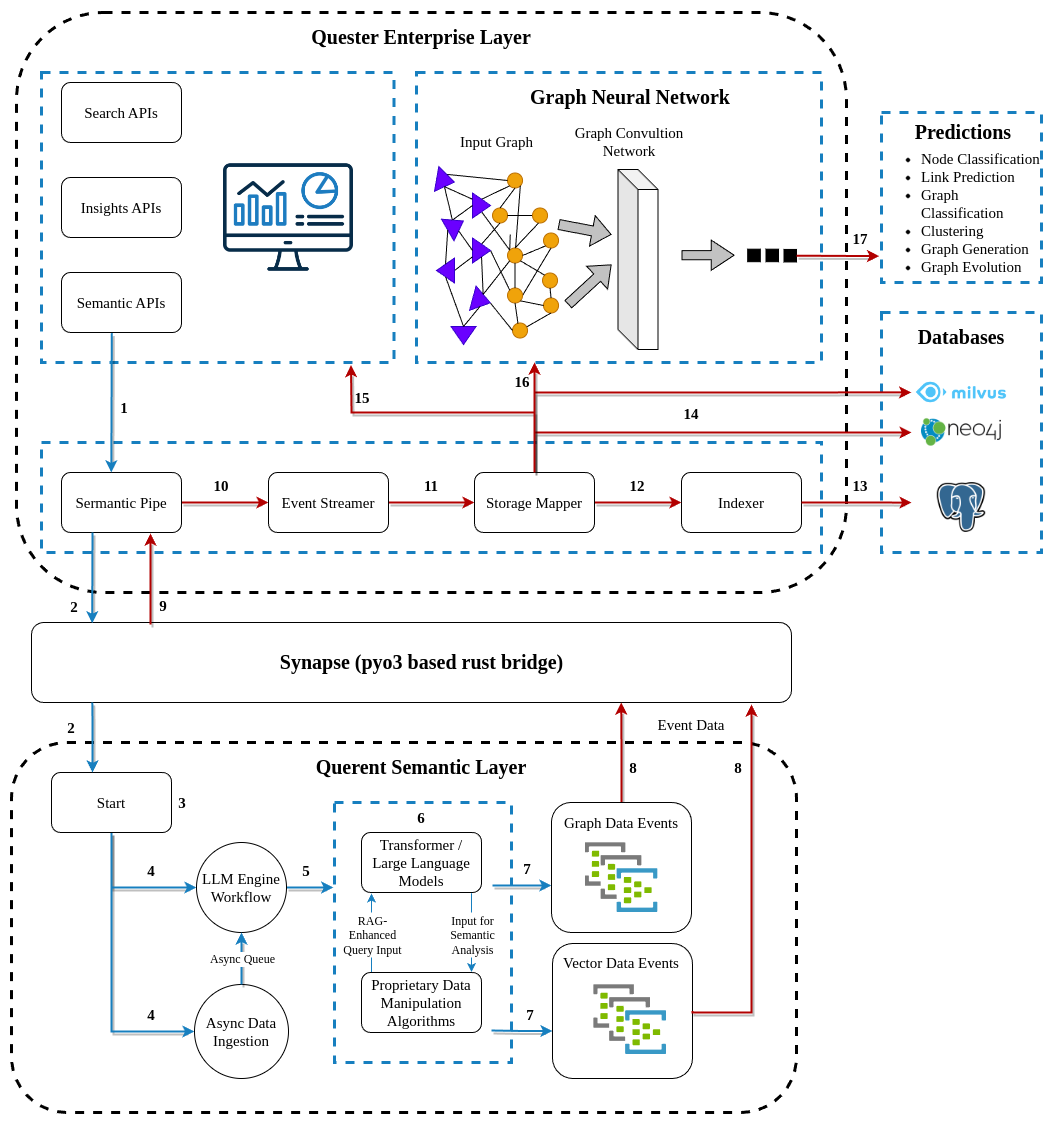 Quester Enterprise Layer
Search APIs
Insights APIs
Semantic APIs
Graph Neural Network
Input Graph
Graph Convultion
Network
17
Predictions
Node Classification
Link Prediction
Graph
Classification
Clustering
Graph Generation
Graph Evolution
Databases
milvus
neo4j
1
15
16
14
Semantic Pipe
10
Event Streamer
11
Storage Mapper
12
Indexer
13
2
9
Synapse (pyo3 based rust bridge)
2
Event Data
8
8
Querent Semantic Layer
Start
3
4
LLM Engine
Workflow
5
Async Queue
4
Async Data
Ingestion
6
Transformer /
Large Language
Models
RAG-
Enhanced
Query Input
Input for
Semantic
Analysis
Proprietary Data
Manipulation
Algorithms
7
7
Graph Data Events
Vector Data Events